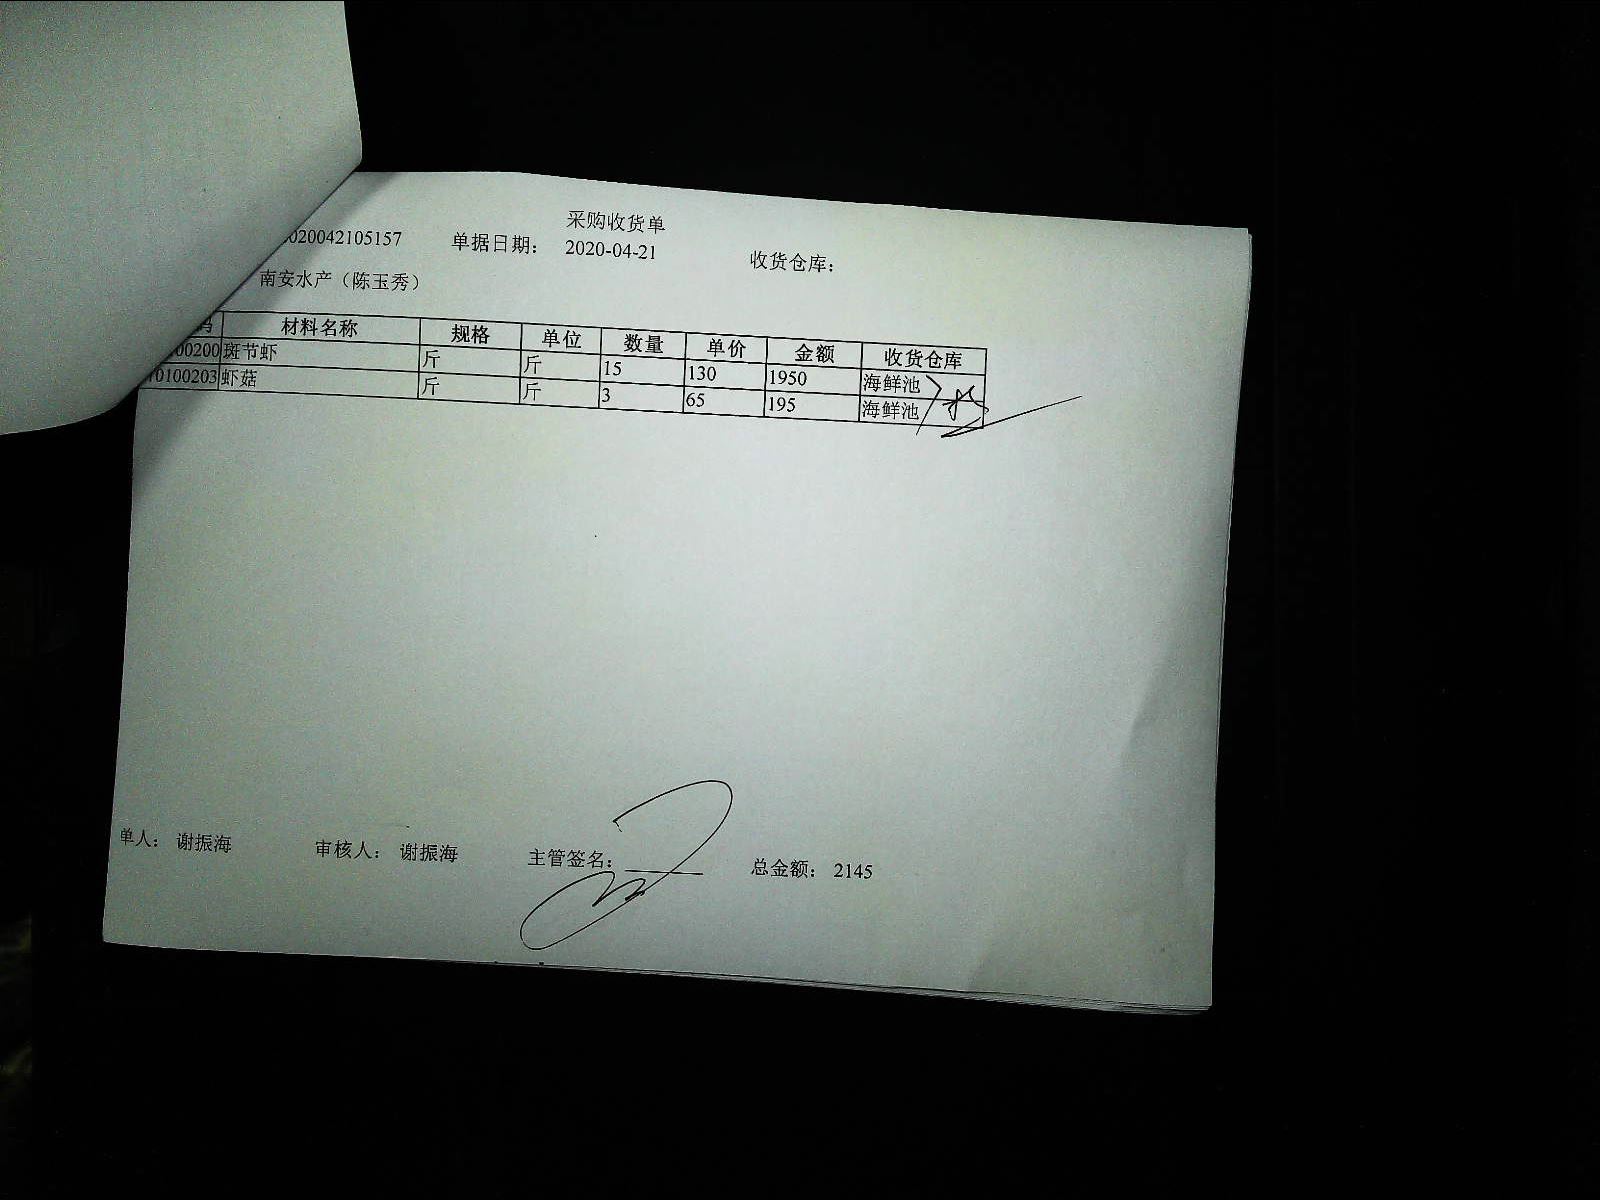 采购收货单
020042105157 单据日期： 2020-04-21 收货仓库：
南安水产（陈玉秀）
码 材料名称 规格 单位 数量 单价 金额 收货仓库
00200 斑节虾 斤 斤 15 130 1950 海鲜池
0100203 虾菇 斤 斤 3 65 195 海鲜池
单人： 谢振海 审核人： 谢振海 主管签名： 总金额： 2145